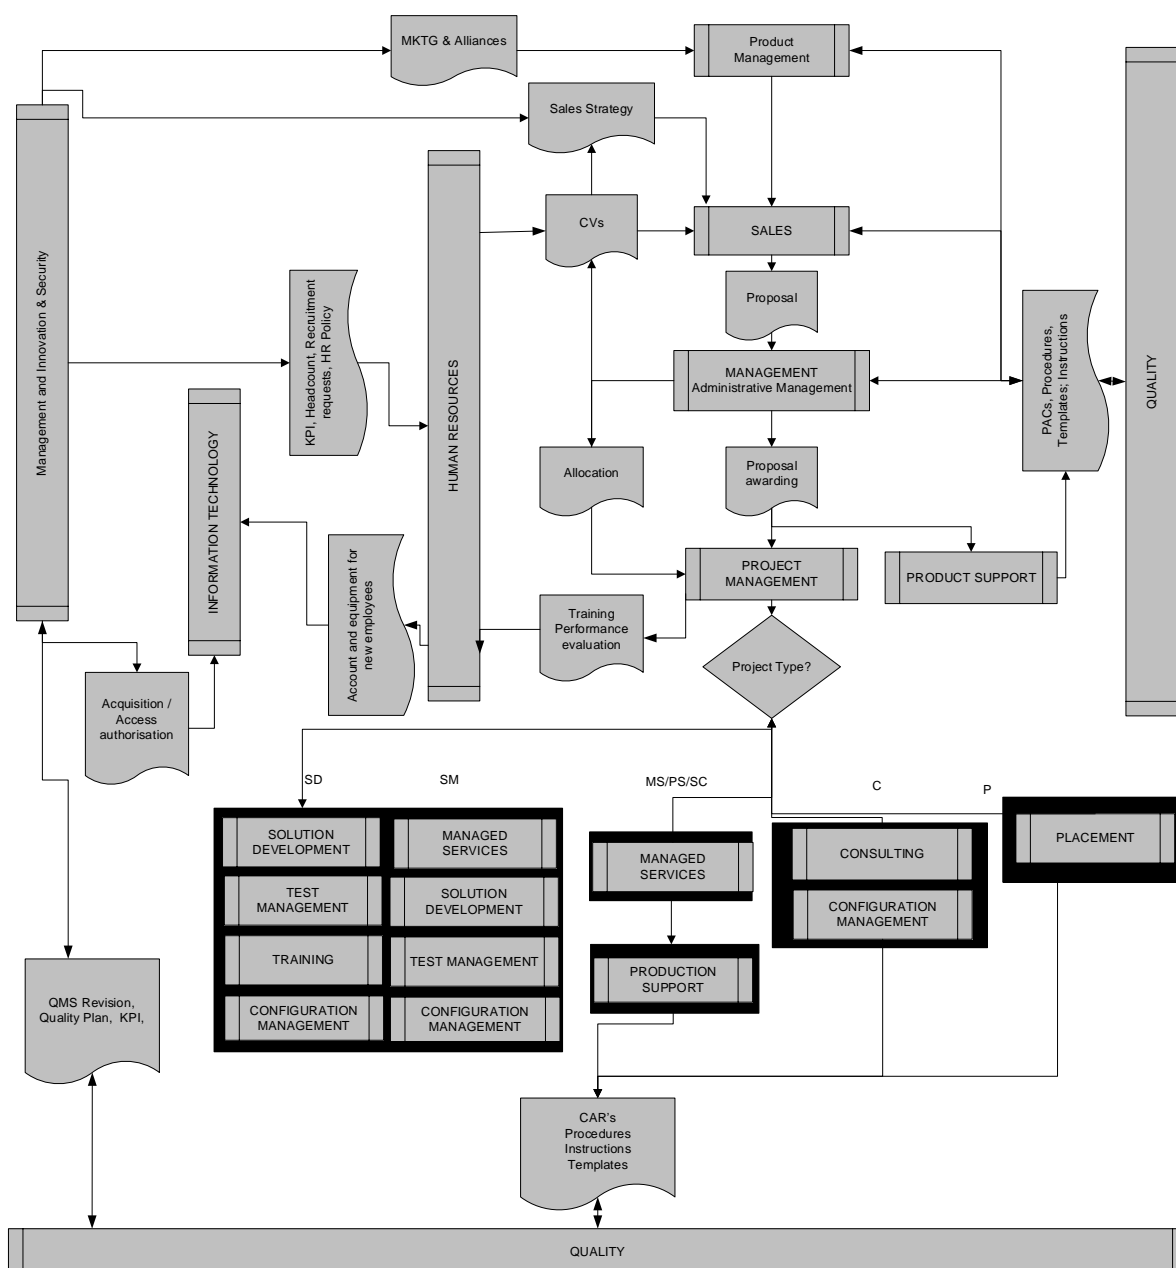 MKTG & Alliances
Product
Management
Sales Strategy
CVs
SALES
Proposal
MANAGEMENT
Administrative Management
Allocation
Proposal
awarding
PROJECT
MANAGEMENT
PRODUCT SUPPORT
Training
Performance
evaluation
Project Type?
Management and Innovation & Security
KPI, Headcount, Recruitment
requests, HR Policy
HUMAN RESOURCES
INFORMATION TECHNOLOGY
Account and equipment for
new employees
Acquisition /
Access
authorisation
PACs, Procedures,
Templates; Instructions
QUALITY
SD
SM
MS/PS/SC
C
P
SOLUTION
DEVELOPMENT
TEST
MANAGEMENT
TRAINING
CONFIGURATION
MANAGEMENT
MANAGED
SERVICES
SOLUTION
DEVELOPMENT
TEST MANAGEMENT
CONFIGURATION
MANAGEMENT
MANAGED
SERVICES
PRODUCTION
SUPPORT
CONSULTING
CONFIGURATION
MANAGEMENT
PLACEMENT
QMS Revision,
Quality Plan, KPI,
CAR's
Procedures
Instructions
Templates
QUALITY